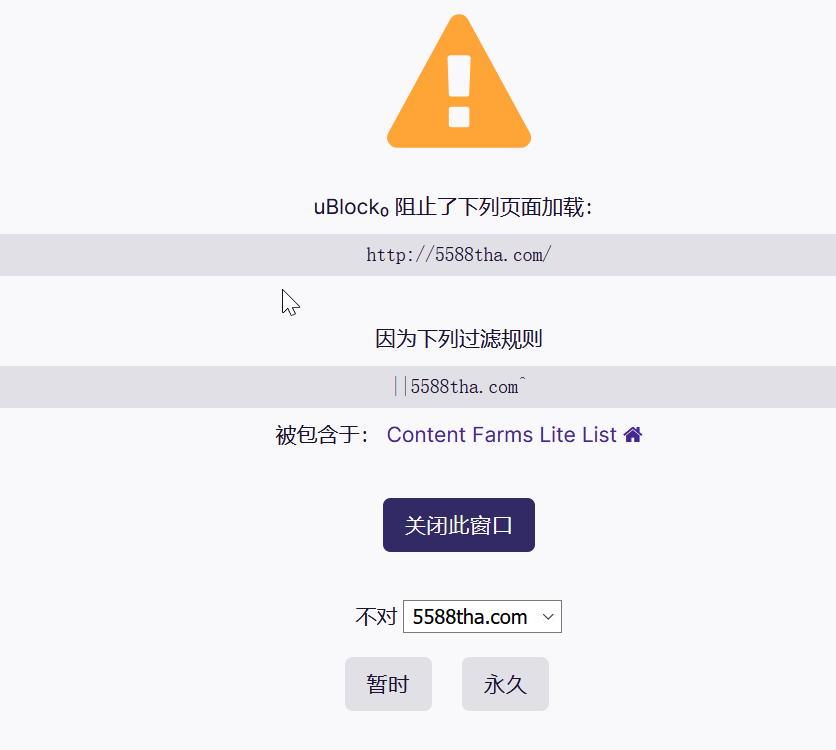 uBlock₀ 阻止了下列页面加载：
http://5588tha.com/
因为下列过滤规则
||5588tha.com^
被包含于： Content Farms Lite List
关闭此窗口
不对 5588tha.com
暂时 永久